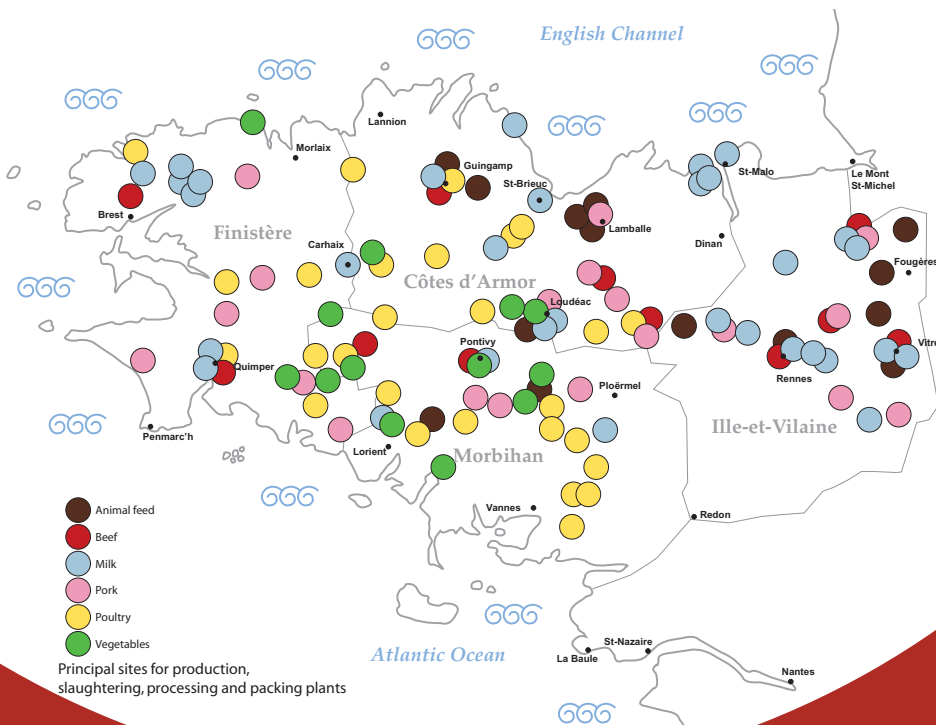 English Channel
Lannion
Morlaix
Guingamp
St-Brieuc
St-Malo
Le Mont
St-Michel
Brest
Finistère
Lamballe
Dinan
Carhaix
Côtes d'Armor
Fougères
Loudéac
Quimper
Pontivy
Rennes
Vitré
Ploërmel
Penmarc'h
Lorient
Morbihan
Ille-et-Vilaine
Vannes
Redon
Animal feed
Beef
Milk
Pork
Poultry
Vegetables
Principal sites for production,
slaughtering, processing and packing plants
Atlantic Ocean
St-Nazaire
La Baule
Nantes